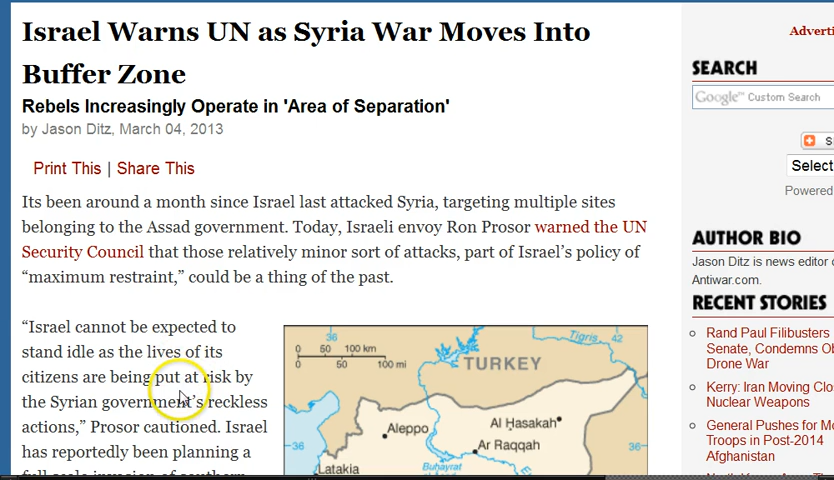 Israel Warns UN as Syria War Moves Into
Buffer Zone
Rebels Increasingly Operate in 'Area of Separation'
by Jason Ditz, March 04, 2013
Print This | Share This
Its been around a month since Israel last attacked Syria, targeting multiple sites
belonging to the Assad government. Today, Israeli envoy Ron Prosor warned the UN
Security Council that those relatively minor sort of attacks, part of Israel's policy of
“maximum restraint,” could be a thing of the past.
“Israel cannot be expected to
stand idle as the lives of its
citizens are being put at risk by
the Syrian government's reckless
actions,” Prosor cautioned. Israel
has reportedly been planning a
full scale invasion of southern
36
42
Tigris
0 50 100 km
0 50 100 mi
TURKEY
Al Hasakah
Aleppo
Ar Raqqah
36
36
Latakia
Buhayrat
Adverti
SEARCH
Google™ Custom Search
S
Select
Powered
AUTHOR BIO
Jason Ditz is news editor o
Antiwar.com.
RECENT STORIES
Rand Paul Filibusters
Senate, Condemns Ob
Drone War
Kerry: Iran Moving Clo
Nuclear Weapons
General Pushes for Mo
Troops in Post-2014
Afghanistan